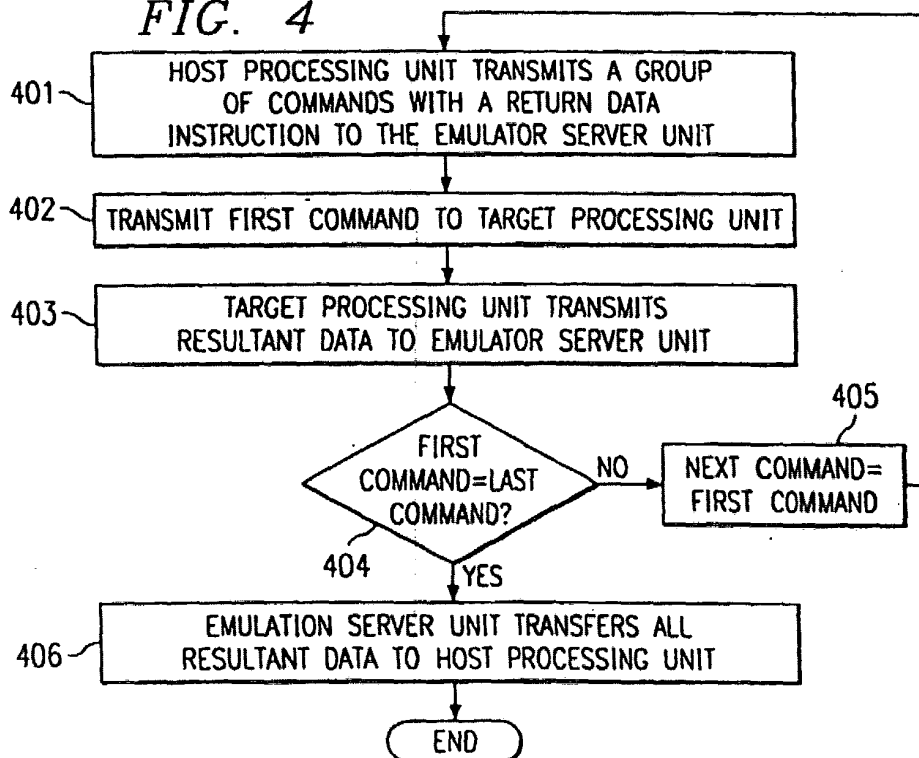 FIG. 4
401
HOST PROCESSING UNIT TRANSMITS A GROUP
OF COMMANDS WITH A RETURN DATA
INSTRUCTION TO THE EMULATOR SERVER UNIT
402
TRANSMIT FIRST COMMAND TO TARGET PROCESSING UNIT
403
TARGET PROCESSING UNIT TRANSMITS
RESULTANT DATA TO EMULATOR SERVER UNIT
FIRST
COMMAND=LAST
COMMAND?
404
NO
405
NEXT COMMAND=
FIRST COMMAND
YES
406
EMULATION SERVER UNIT TRANSFERS ALL
RESULTANT DATA TO HOST PROCESSING UNIT
END